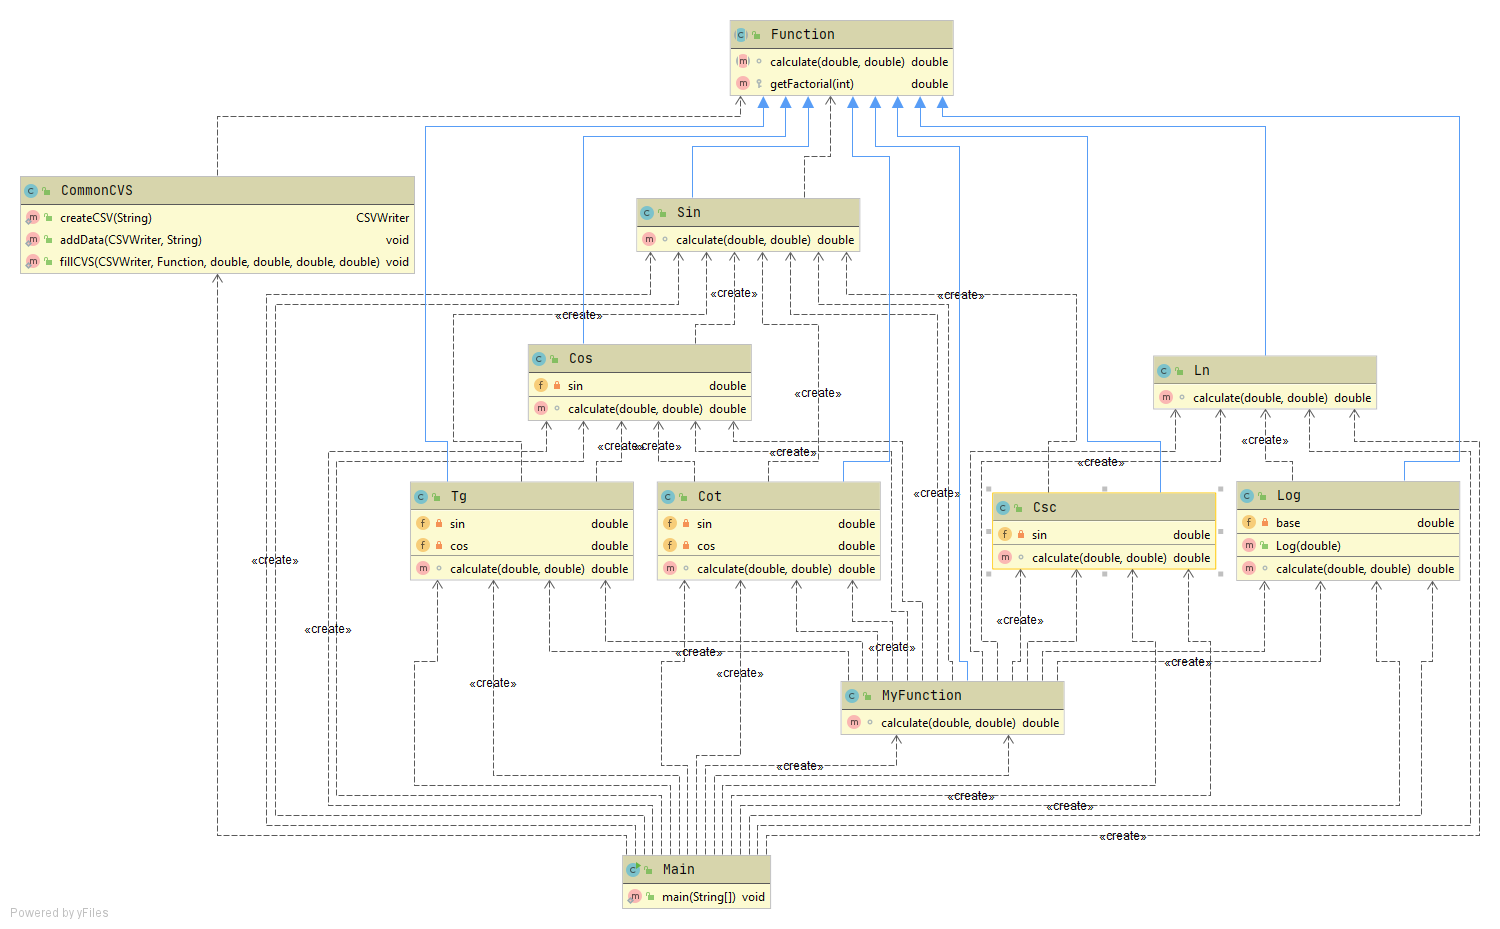 Function
calculate(double, double) double
getFactorial(int) double
CommonCVS
createCSV(String) CSVWriter
addData(CSVWriter, String) void
fillCVS(CSVWriter, Function, double, double, double, double) void
Sin
calculate(double, double) double
«create»
«create»
«create»
Cos
sin double
calculate(double, double) double
Ln
calculate(double, double) double
«create»
«create»
«create»
«create»
«create»
«create»
«create»
Tg
sin double
cos double
calculate(double, double) double
Cot
sin double
cos double
calculate(double, double) double
Csc
sin double
calculate(double, double) double
Log
base double
Log(double)
calculate(double, double) double
«create»
«create»
«create»
«create»
«create»
«create»
«create»
«create»
«create»
MyFunction
calculate(double, double) double
«create»
«create»
«create»
«create»
Main
main(String[]) void
Powered by yFiles